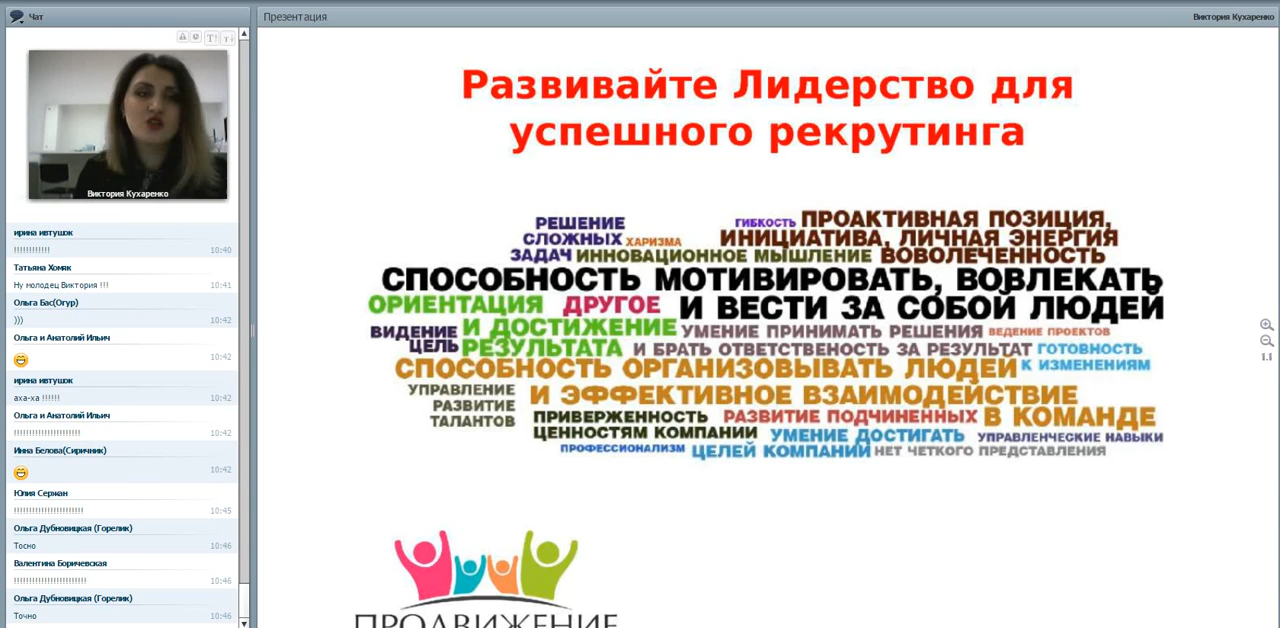 Чат
Виктория Кухаренко
ирина ивтушок
!!!!!!!!!!!!
10:40
Татьяна Хомяк
Ну молодец Виктория !!!
10:41
Ольга Бас(Огур)
)))
10:42
Ольга и Анатолий Ильич
10:42
ирина ивтушок
аха-ха !!!!!!
10:42
Ольга и Анатолий Ильич
!!!!!!!!!!!!!!!!!!!!!!
10:42
Инна Белова(Сиричник)
10:42
Юлия Сержан
!!!!!!!!!!!!!!!!!!!!!!!
10:45
Ольга Дубновицкая (Горелик)
Тосно
10:46
Валентина Боричевская
!!!!!!!!!!!!!!!!!!!!!!!!
10:46
Ольга Дубновицкая (Горелик)
Точно
10:46
Презентация
Виктория Кухаренко
Развивайте Лидерство для
успешного рекрутинга
РЕШЕНИЕ
СЛОЖНЫХ
ЗАДАЧ
ХАРИЗМА
ГИБКОСТЬ
ПРОАКТИВНАЯ ПОЗИЦИЯ,
ИНИЦИАТИВА, ЛИЧНАЯ ЭНЕРГИЯ
ИННОВАЦИОННОЕ МЫШЛЕНИЕ
ВОВОЛЕЧЕННОСТЬ
СПОСОБНОСТЬ МОТИВИРОВАТЬ, ВОВЛЕКАТЬ
И ВЕСТИ ЗА СОБОЙ ЛЮДЕЙ
ОРИЕНТАЦИЯ
И ДОСТИЖЕНИЕ
РЕЗУЛЬТАТА
ДРУГОЕ
ВИДЕНИЕ
ЦЕЛЬ
УМЕНИЕ ПРИНИМАТЬ РЕШЕНИЯ
И БРАТЬ ОТВЕТСТВЕНОСТЬ ЗА РЕЗУЛЬТАТ
ВЕДЕНИЕ ПРОЕКТОВ
ГОТОВНОСТЬ
К ИЗМЕНЕНИЯМ
СПОСОБНОСТЬ ОРГАНИЗОВЫВАТЬ ЛЮДЕЙ
И ЭФФЕКТИВНОЕ ВЗАИМОДЕЙСТВИЕ
В КОМАНДЕ
УПРАВЛЕНИЕ
РАЗВИТИЕ
ТАЛАНТОВ
ПРИВЕРЖЕННОСТЬ
ЦЕННОСТЯМ КОМПАНИИ
РАЗВИТИЕ ПОДЧИНЕННЫХ
УМЕНИЕ ДОСТИГАТЬ
ЦЕЛЕЙ КОМПАНИИ
УПРАВЛЕНЧЕСКИЕ НАВЫКИ
ПРОФЕССИОНАЛИЗМ
НЕТ ЧЕТКОГО ПРЕДСТАВЛЕНИЯ
ПРОДВИЖЕНИЕ
1:1